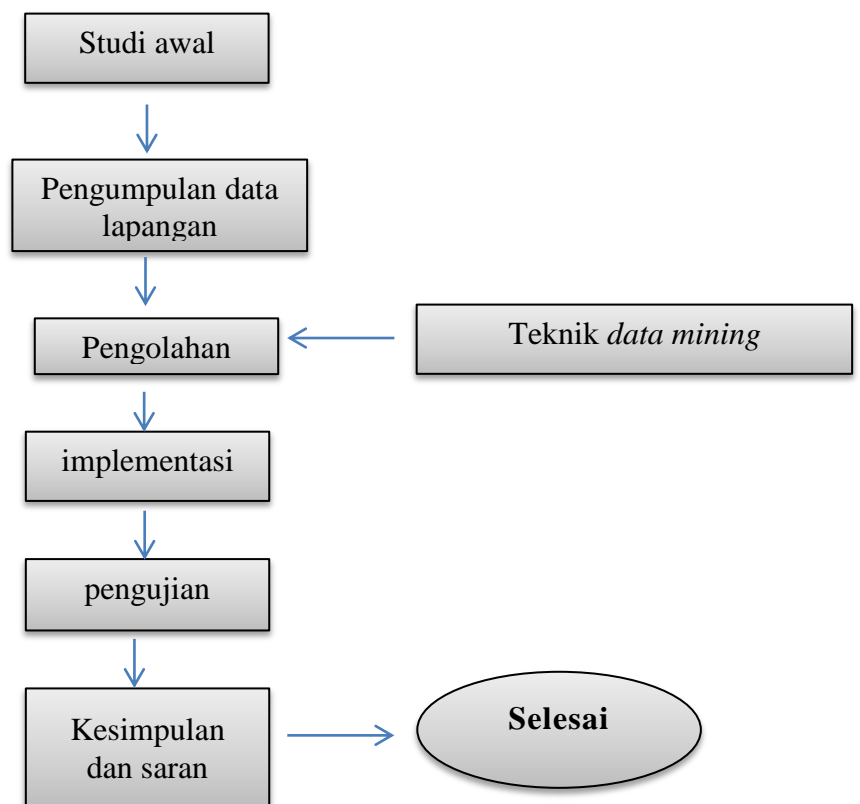 Studi awal
Pengumpulan data
lapangan
Pengolahan
Teknik data mining
implementasi
pengujian
Kesimpulan
dan saran
Selesai